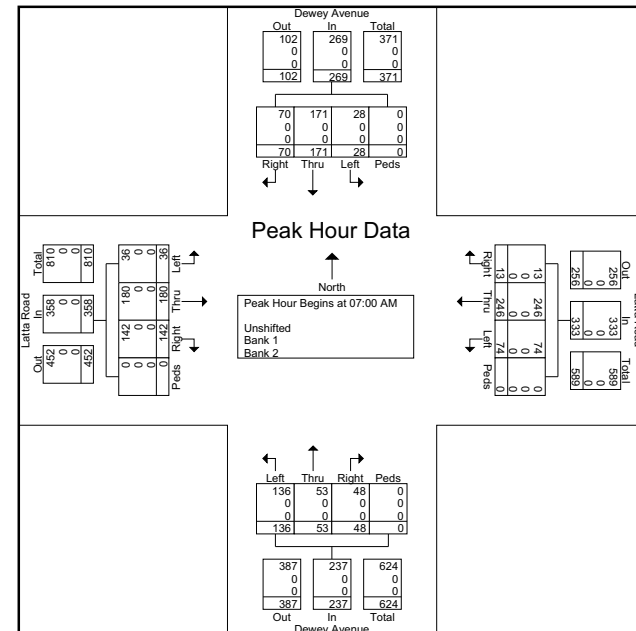 Dewey Avenue
Out In Total
102 269 371
0 0 0
0 0 0
102 269 371
70 171 28 0
0 0 0 0
0 0 0 0
70 171 28 0
Right Thru Left Peds
Peak Hour Data
North
Peak Hour Begins at 07:00 AM
Unshifted
Bank 1
Bank 2
Latta Road
Out In Total
452 358 810
0 0 0
0 0 0
452 358 810
Left Thru Right Peds
36 180 142 0
0 0 0 0
0 0 0 0
36 180 142 0
Right Thru Left Peds
13 246 74 0
0 0 0 0
0 0 0 0
13 246 74 0
Out In Total
256 333 589
0 0 0
0 0 0
256 333 589
Left Thru Right Peds
136 53 48 0
0 0 0 0
0 0 0 0
136 53 48 0
387 237 624
0 0 0
0 0 0
387 237 624
Out In Total
Dewey Avenue